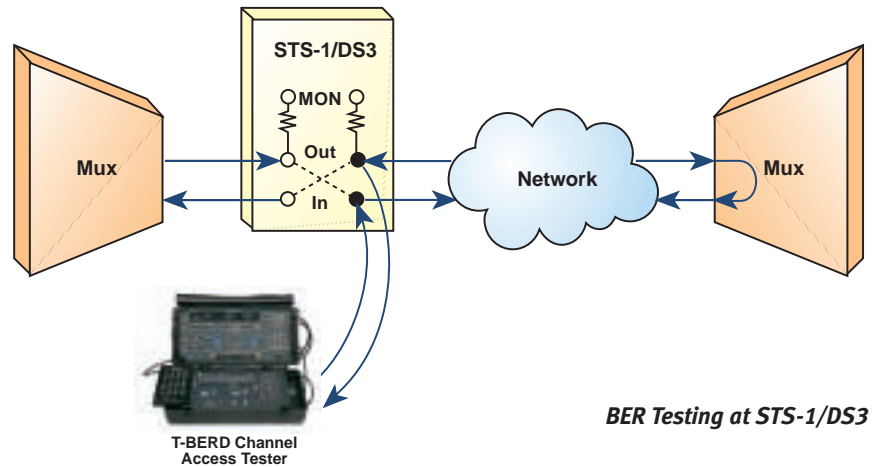 STS-1/DS3
MON
Mux
Out
In
Network
Mux
T-BERD Channel
Access Tester
BER Testing at STS-1/DS3